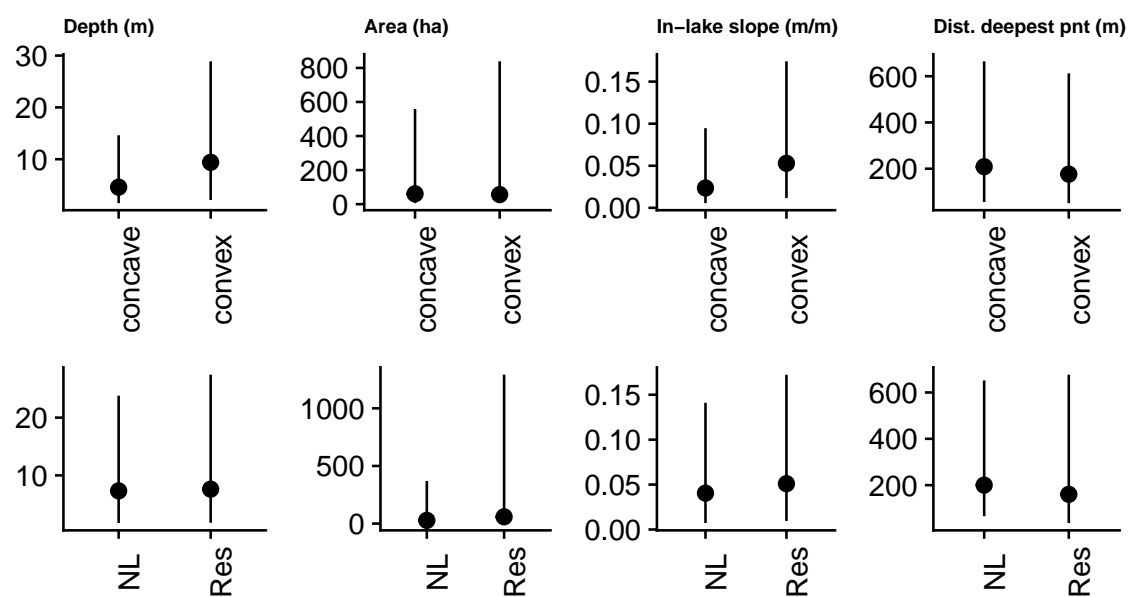 Depth (m)
Area (ha)
In−lake slope (m/m)
Dist. deepest pnt (m)
30
20
10
concave
convex
800
600
400
200
0
concave
convex
0.15
0.10
0.05
0.00
concave
convex
600
400
200
concave
convex
20
10
NL
Res
1000
500
0
NL
Res
0.15
0.10
0.05
0.00
NL
Res
600
400
200
NL
Res